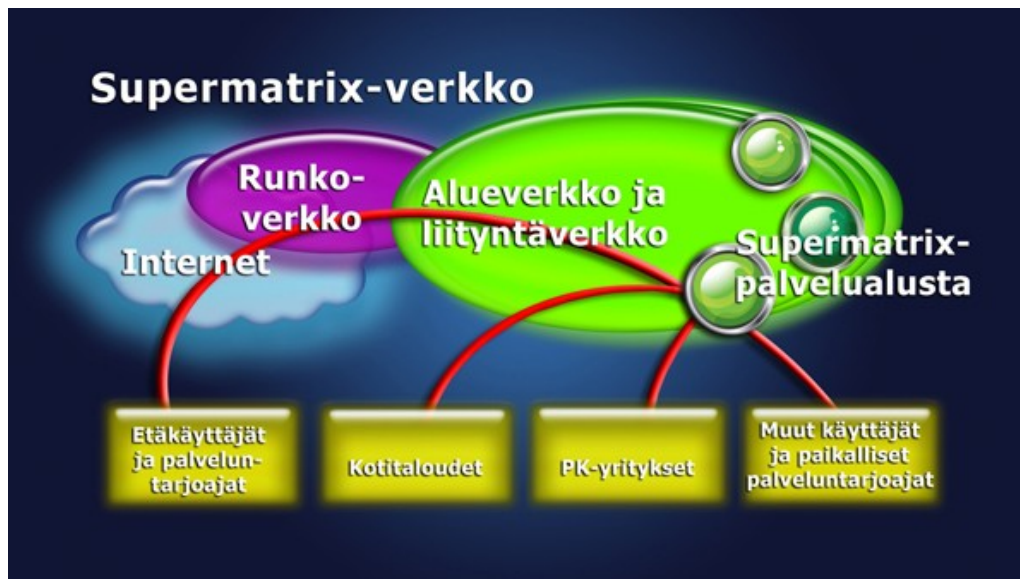 Supermatrix-verkko
Runko-
verkko
Alueverkko ja
liityntäverkko
Internet
Supermatrix-
palvelualusta
Etäkäyttäjät
ja palvelun-
tarjoajat
Kotitaloudet
PK-yritykset
Muut käyttäjät
ja paikalliset
palveluntarjoajat